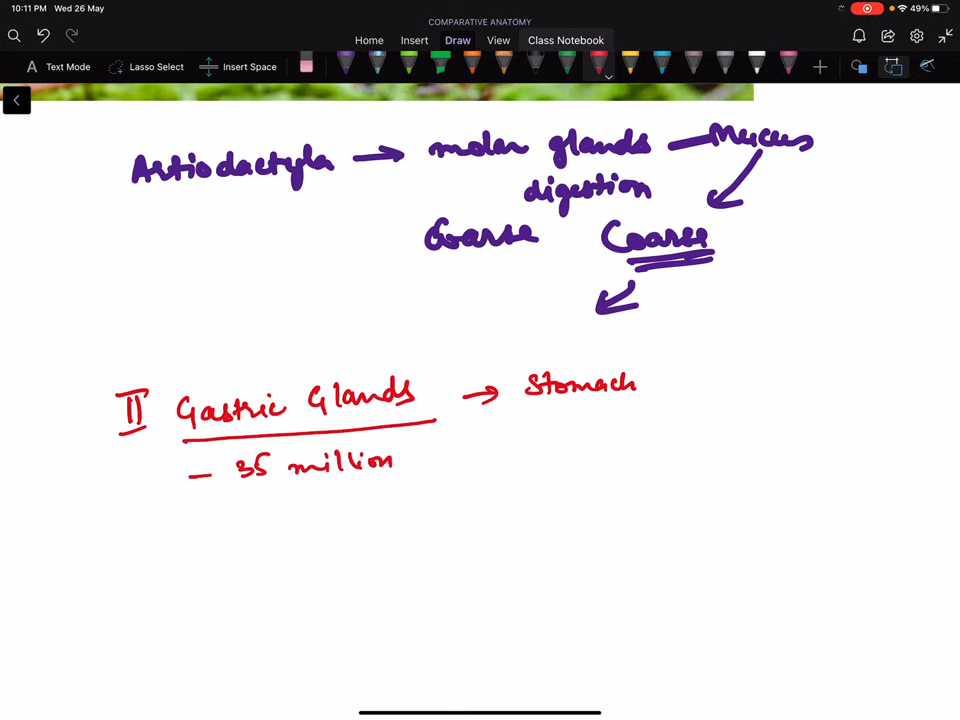 10:11 PM Wed 26 May
49%
COMPARATIVE ANATOMY
Home Insert Draw View Class Notebook
A Text Mode Lasso Select Insert Space
Artiodactyla → molar glands — Mucus
digestion
Coarse Coarse
II Gastric Glands → Stomach
– 35 million